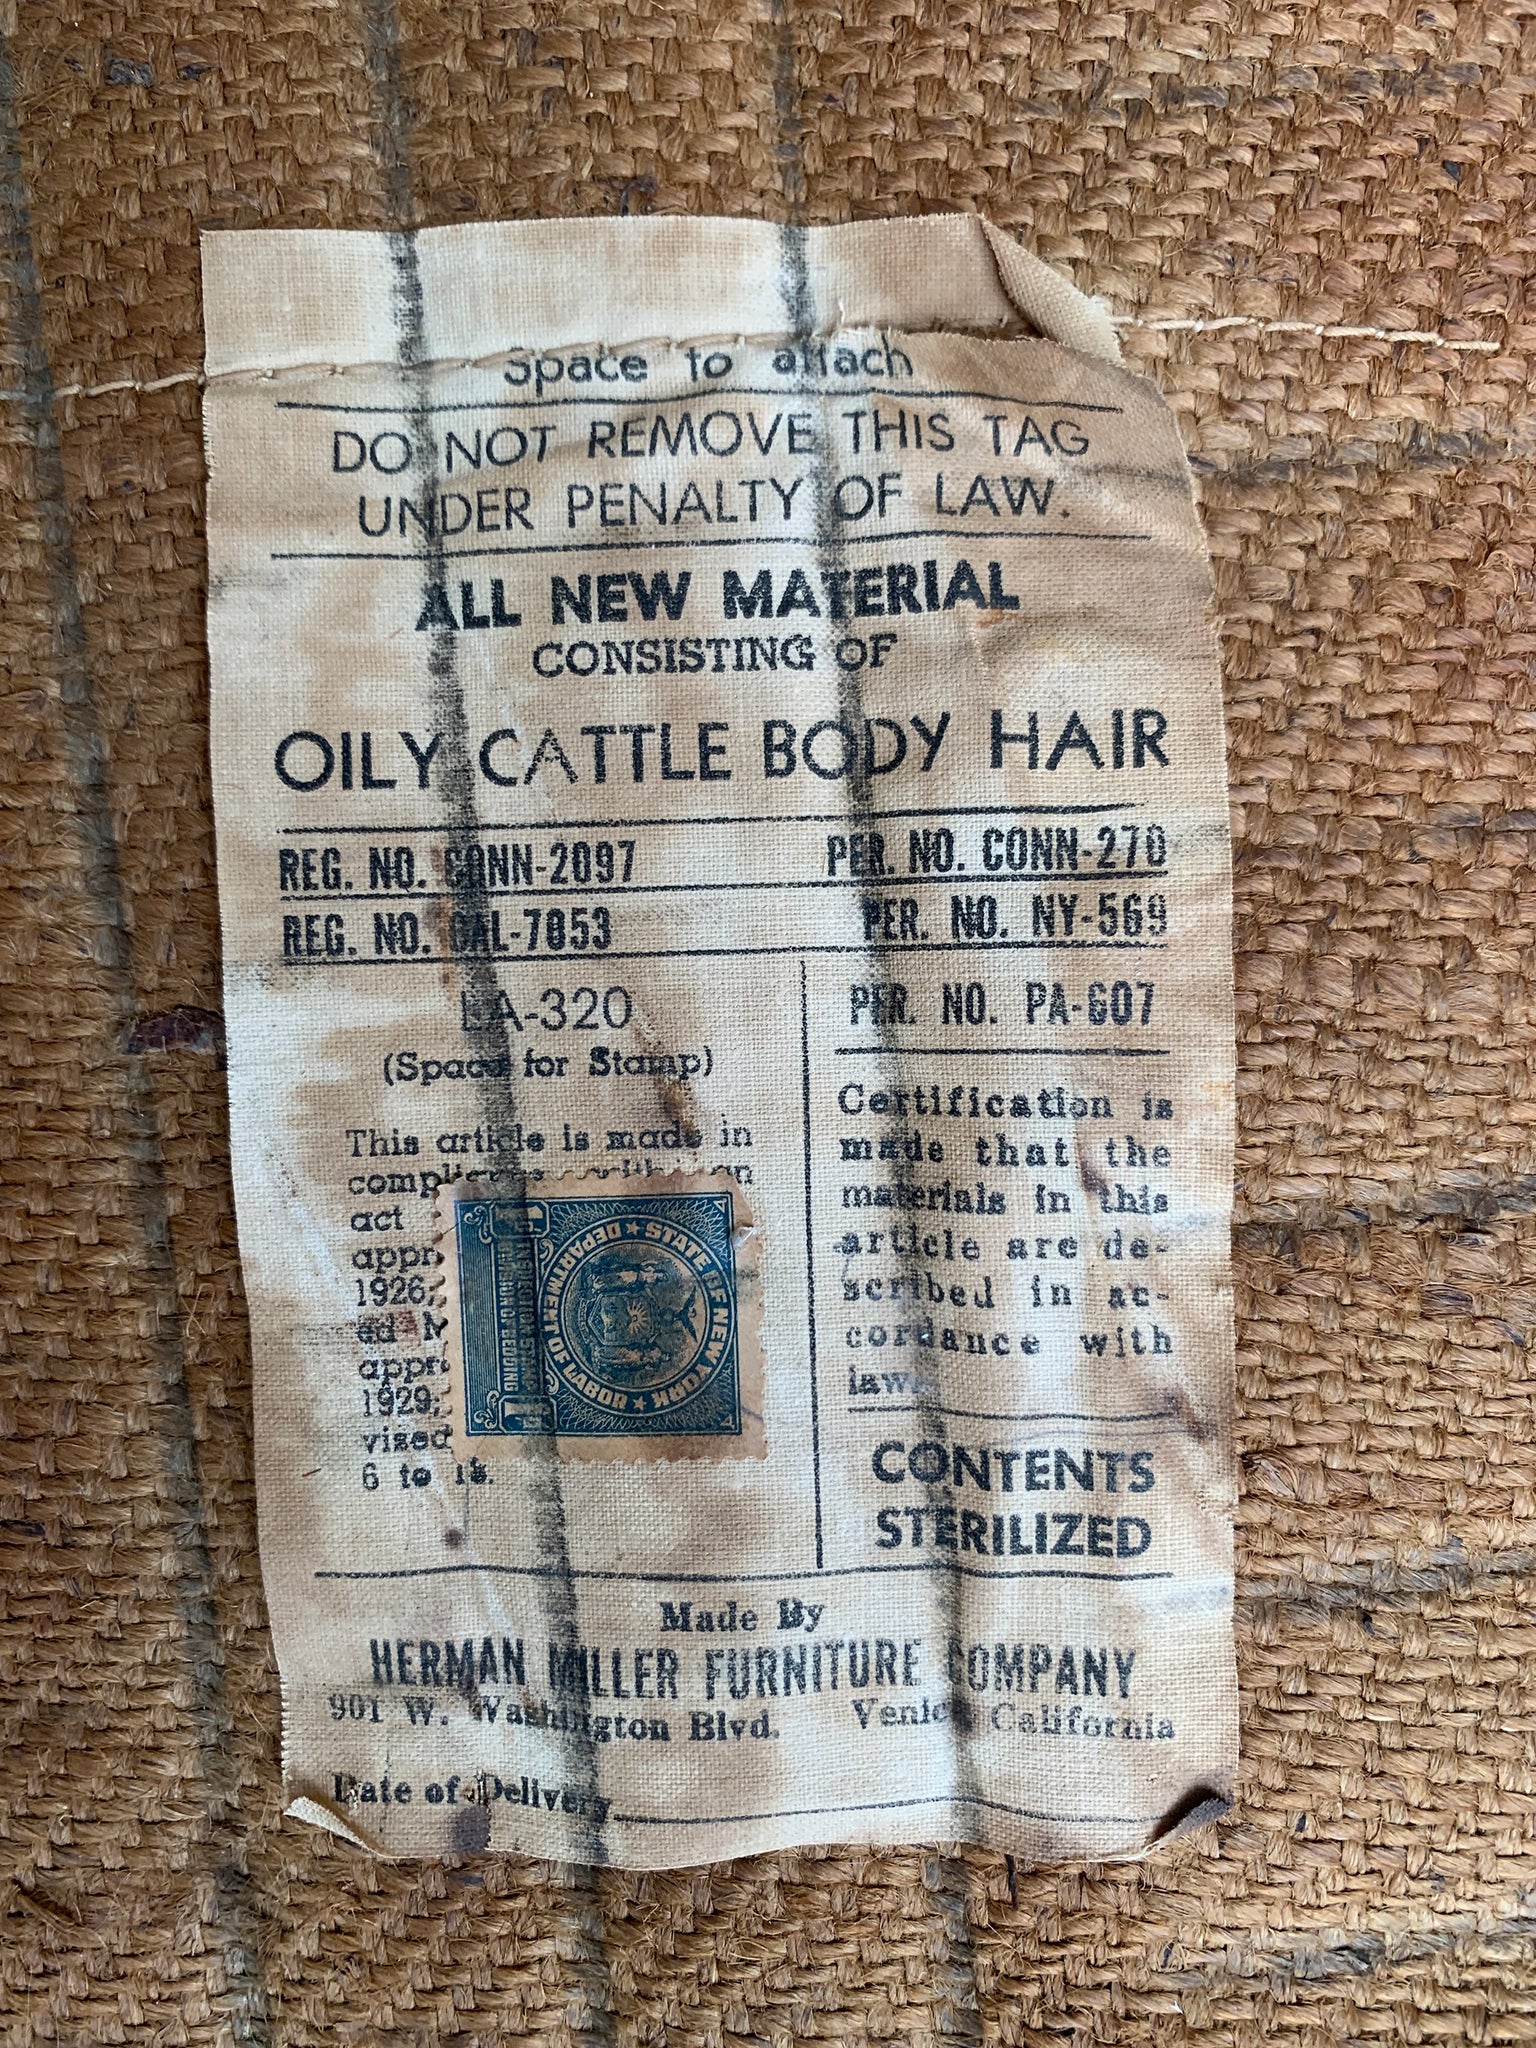 Space to attach
DO NOT REMOVE THIS TAG
UNDER PENALTY OF LAW.
ALL NEW MATERIAL
CONSISTING OF
OILY CATTLE BODY HAIR
REG. NO. CONN-2097 PER. NO. CONN-270
REG. NO. CAL-7853 PER. NO. NY-569
LA-320
(Space for Stamp)
This article is made in
act
1926;
ed
1929;
vised
6 to 18.
STATE OF NEW YORK ★ DEPARTMENT OF LABOR ★
OF BEDDING
PER. NO. PA-607
Certification is
made that the
materials in this
article are de-
scribed in ac-
cordance with
law.
CONTENTS
STERILIZED
Made By
HERMAN MILLER FURNITURE COMPANY
901 W. Washington Blvd. Venice California
Date of Delivery